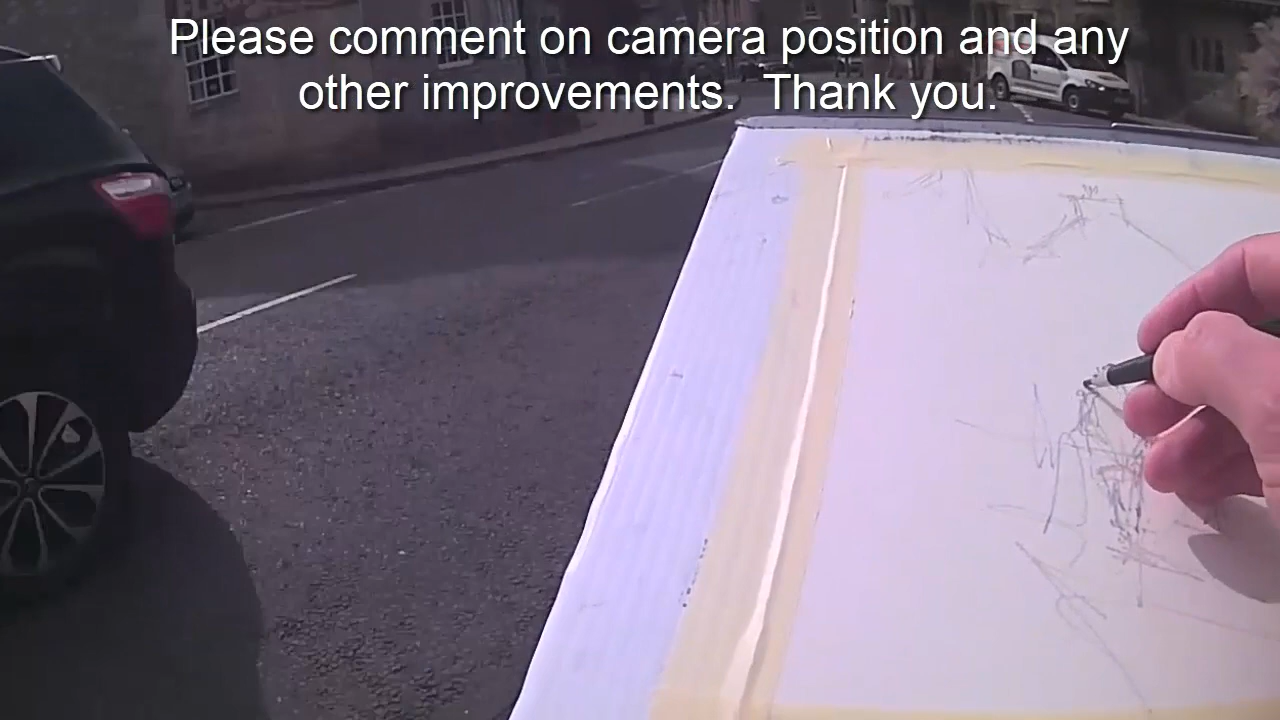 Please comment on camera position and any
other improvements.  Thank you.